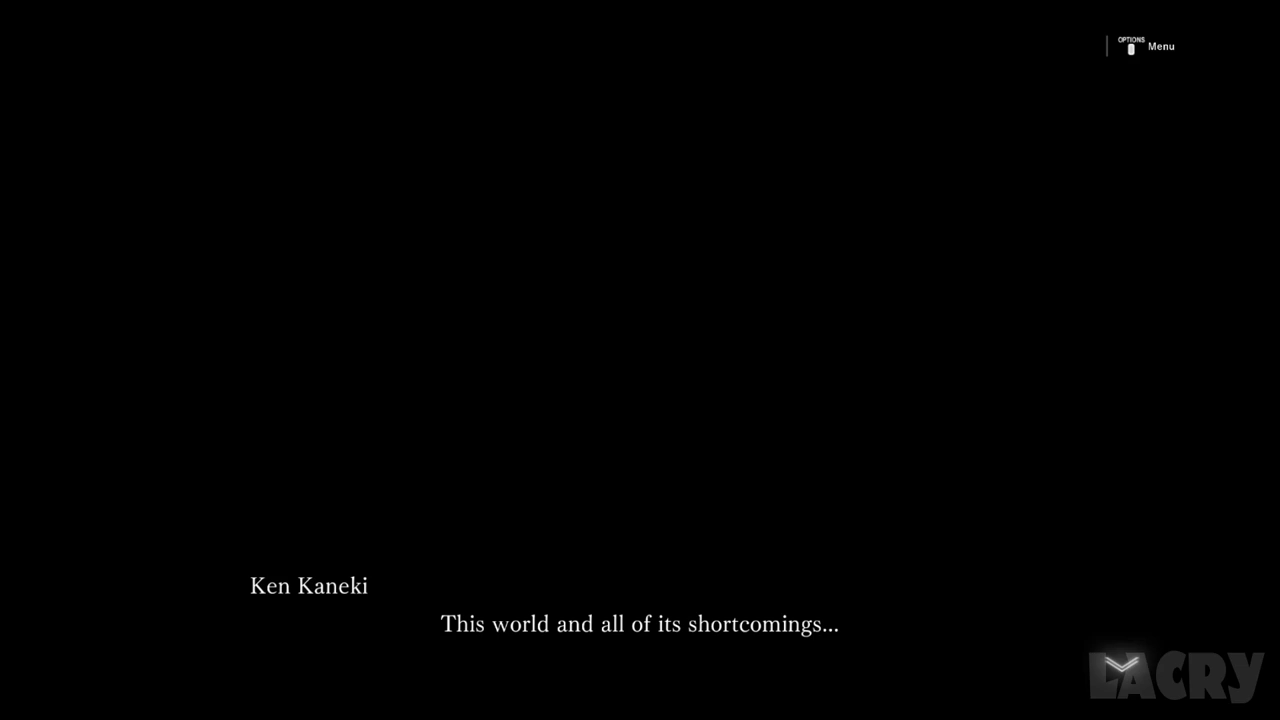 OPTIONS
Menu
Ken Kaneki
This world and all of its shortcomings...
LACRY